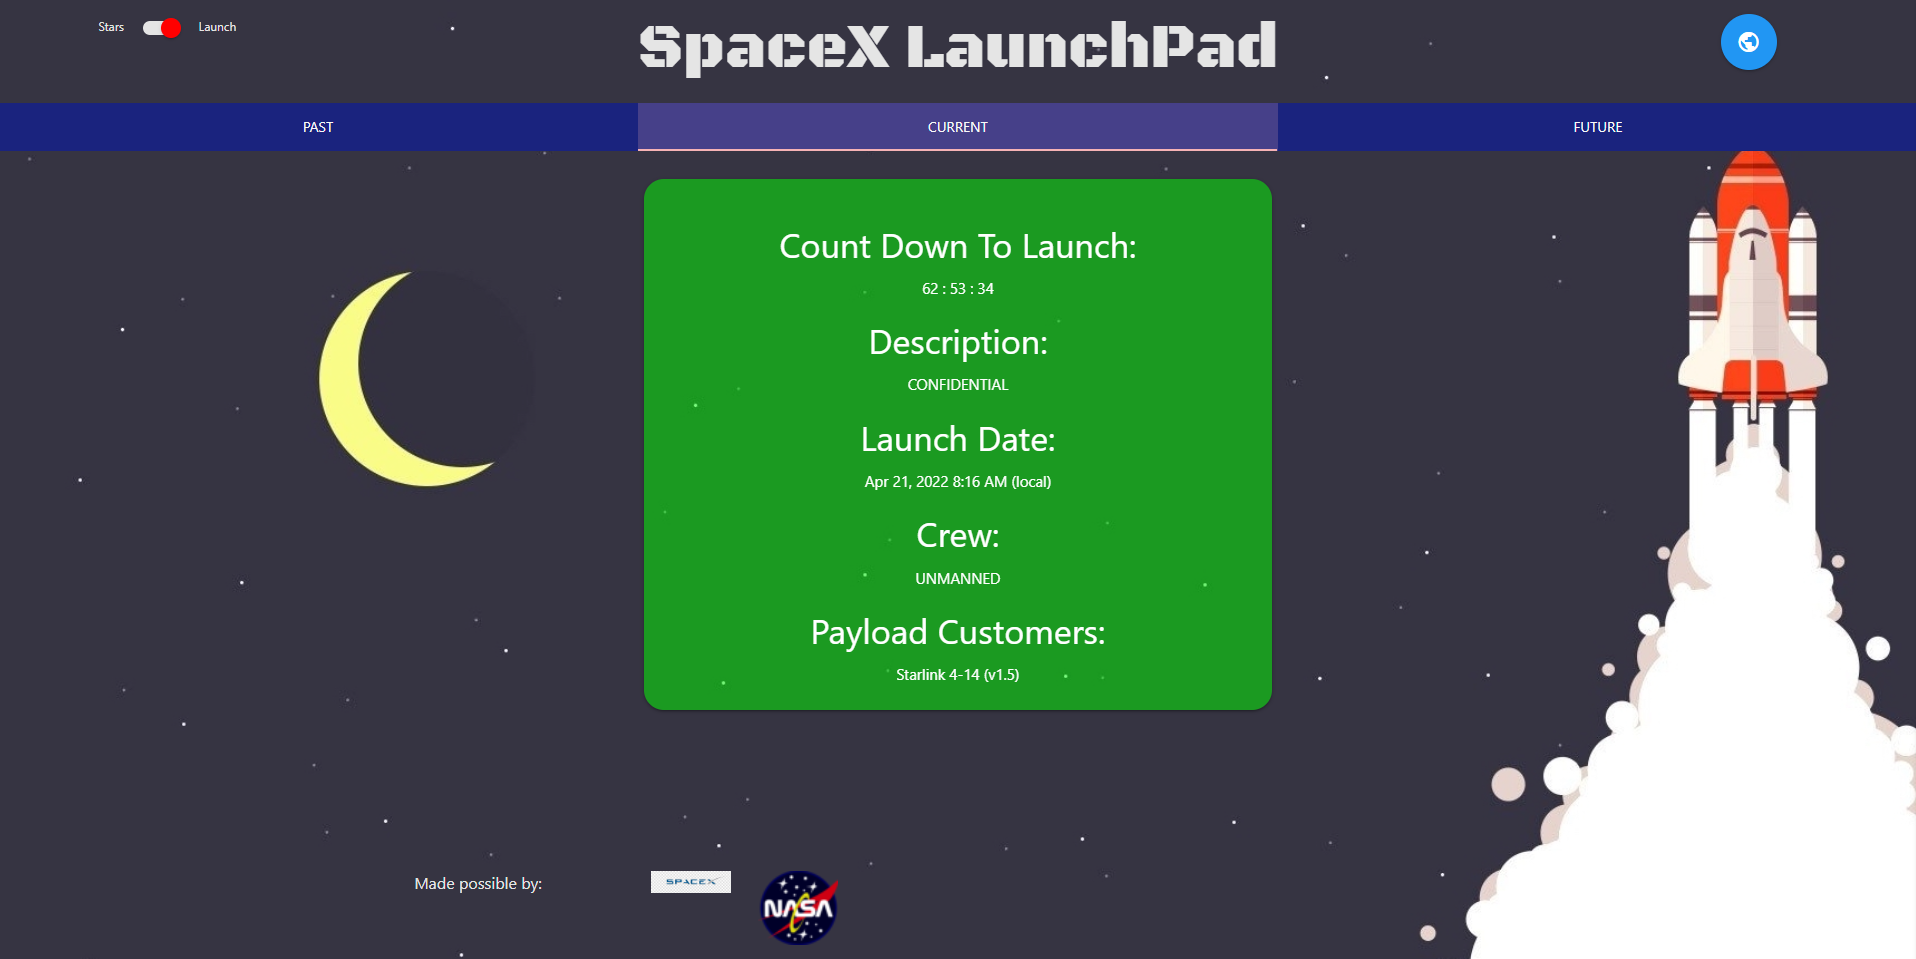 Stars Launch
SpaceX LaunchPad
PAST CURRENT FUTURE
Count Down To Launch:
62 : 53 : 34
Description:
CONFIDENTIAL
Launch Date:
Apr 21, 2022 8:16 AM (local)
Crew:
UNMANNED
Payload Customers:
Starlink 4-14 (v1.5)
Made possible by:
SPACEX
NASA